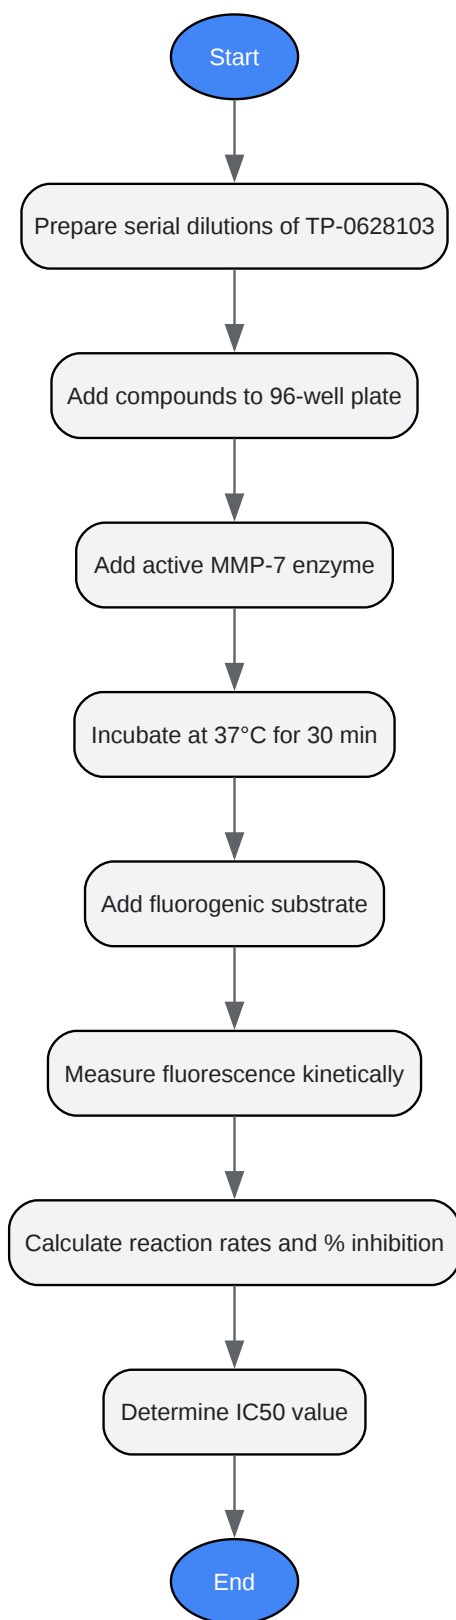 Start
Prepare serial dilutions of TP-0628103
Add compounds to 96-well plate
Add active MMP-7 enzyme
Incubate at 37°C for 30 min
Add fluorogenic substrate
Measure fluorescence kinetically
Calculate reaction rates and % inhibition
Determine IC50 value
End